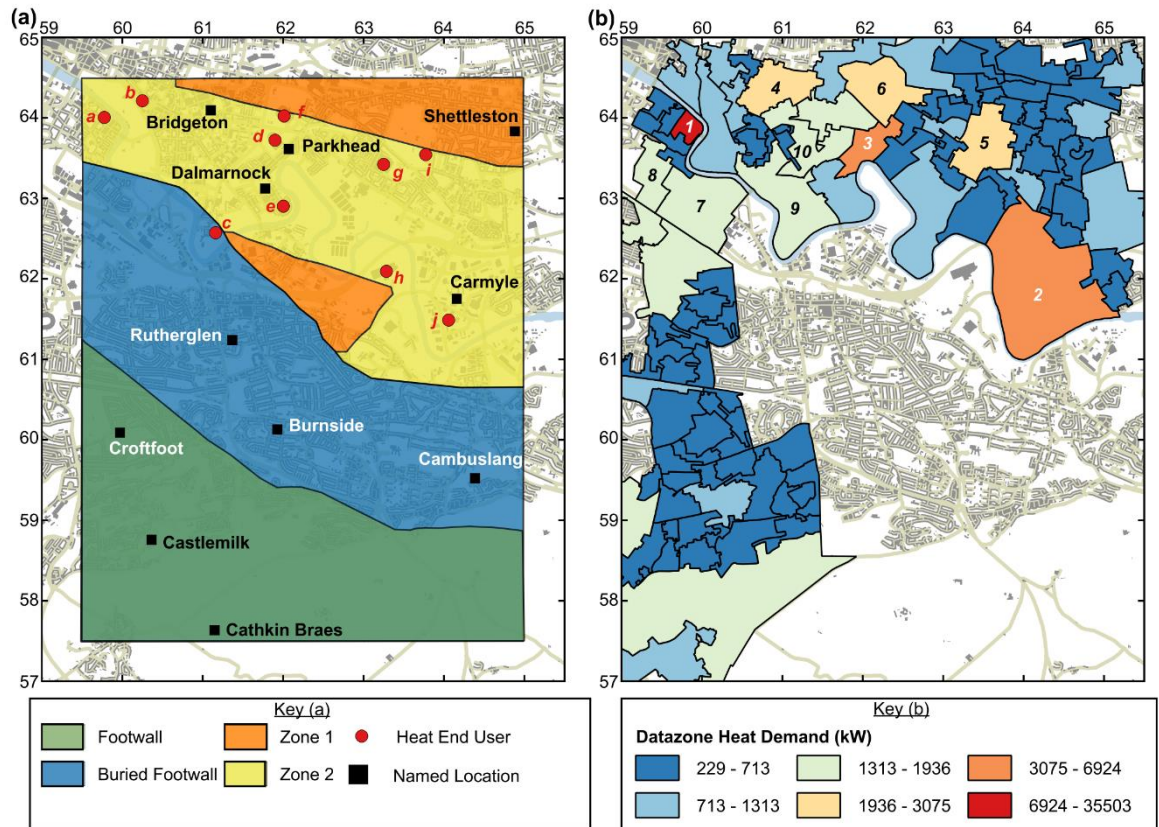 (a)
60 61 62 63 64
65
64
63
62
61
60
59
58
57
a
b
Bridgeton
f
Shettleston
d
Parkhead
g
i
Dalmarnock
e
c
h
Carmyle
j
Rutherglen
Burnside
Croftfoot
Cambuslang
Castlemilk
Cathkin Braes
Key (a)
Footwall Zone 1 Heat End User
Buried Footwall Zone 2 Named Location
(b)
59 60 61 62 63 64 65
65
64
63
62
61
60
59
58
57
4
6
1
3
5
10
8
7
9
2
Key (b)
Datazone Heat Demand (kW)
229 - 713 1313 - 1936 3075 - 6924
713 - 1313 1936 - 3075 6924 - 35503